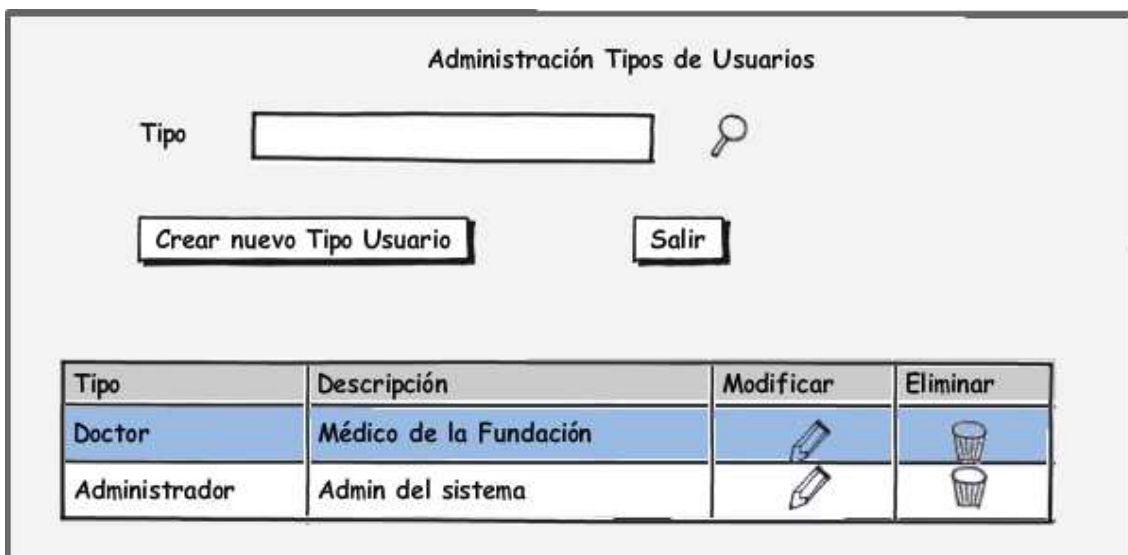 Administración Tipos de Usuarios
Tipo
Crear nuevo Tipo Usuario Salir
Tipo Descripción Modificar Eliminar
Doctor Médico de la Fundación
Administrador Admin del sistema